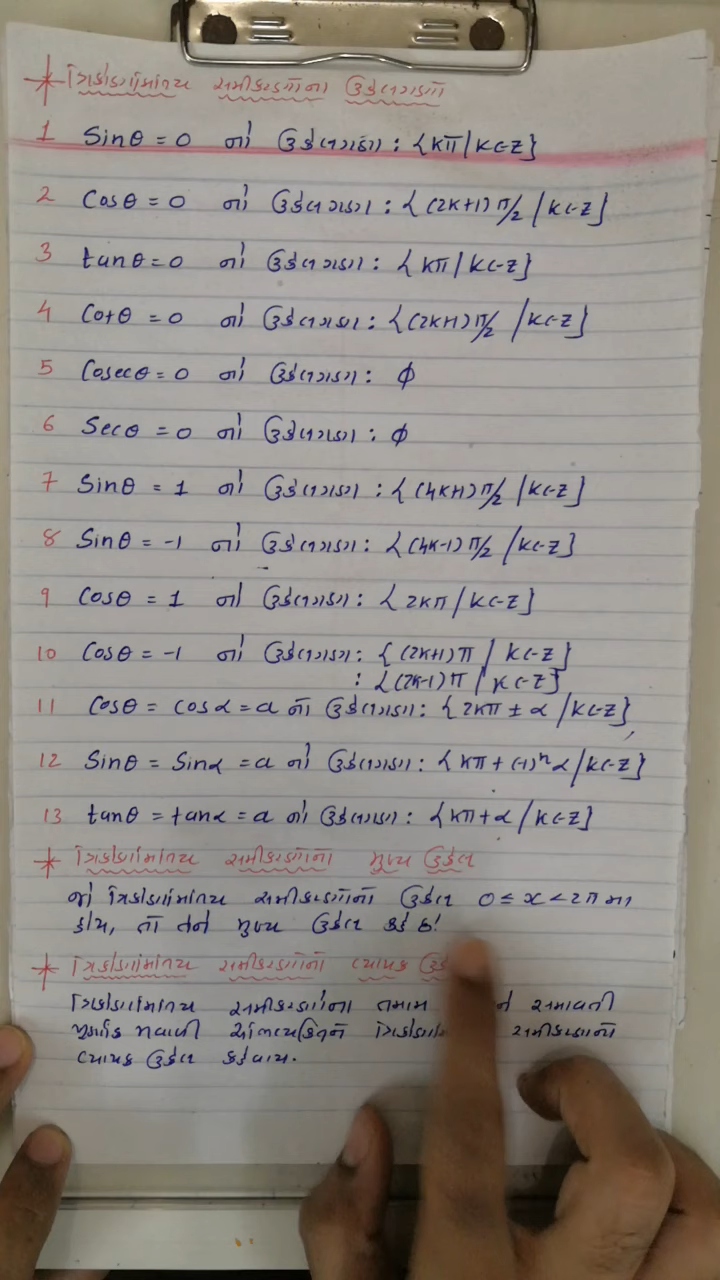 * ત્રિકોણમિતિય સમીકરણોના ઉકેલગણો
1 Sinθ = 0 નો ઉકેલગણ : {kπ/k∈Z}
2 Cosθ = 0 નો ઉકેલગણ : {(2k+1)π/2 /k∈Z}
3 tanθ = 0 નો ઉકેલગણ : {kπ/k∈Z}
4 Cotθ = 0 નો ઉકેલગણ : {(2k+1)π/2 /k∈Z}
5 Cosecθ = 0 નો ઉકેલગણ : ϕ
6 Secθ = 0 નો ઉકેલગણ : ϕ
7 Sinθ = 1 નો ઉકેલગણ : {(4k+1)π/2 /k∈Z}
8 Sinθ = -1 નો ઉકેલગણ : {(4k-1)π/2 /k∈Z}
9 Cosθ = 1 નો ઉકેલગણ : {2kπ/k∈Z}
10 Cosθ = -1 નો ઉકેલગણ : {(2k+1)π / k∈Z}
: {(2k-1)π / k∈Z}
11 Cosθ = cosα = a નો ઉકેલગણ : {2kπ ± α /k∈Z}
12 Sinθ = Sinα = a નો ઉકેલગણ : {kπ + (-1)ⁿα/k∈Z}
13 tanθ = tanα = a નો ઉકેલગણ : {kπ+α/k∈Z}
* ત્રિકોણમિતિય સમીકરણોના મુખ્ય ઉકેલ
જો ત્રિકોણમિતિય સમીકરણોનો ઉકેલ 0 ≤ x < 2π માં
હોય, તો તેને મુખ્ય ઉકેલ કહે છે!
* ત્રિકોણમિતિય સમીકરણોનો વ્યાપક
ત્રિકોણમિતિય સમીકરણોના તમામ સમાવતી
મૂળવાળી અભિવ્યક્તિને સમીકરણનો
વ્યાપક ઉકેલ કહેવાય.